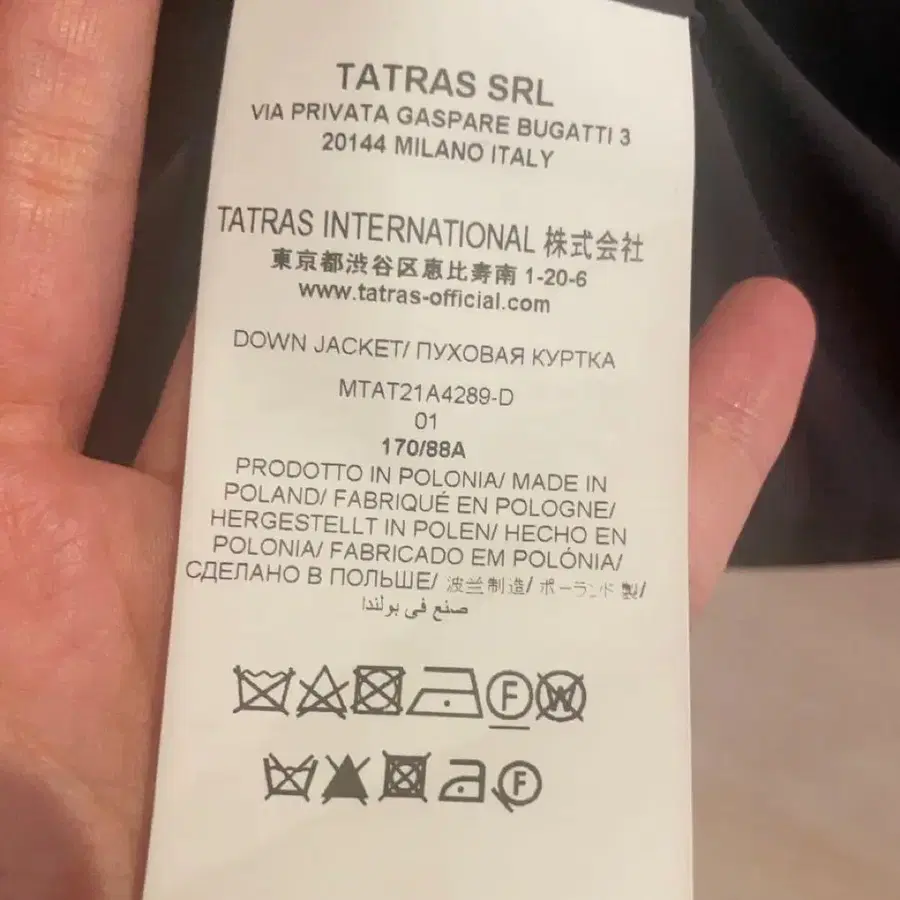 TATRAS SRL
VIA PRIVATA GASPARE BUGATTI 3
20144 MILANO ITALY
TATRAS INTERNATIONAL 株式会社
東京都渋谷区恵比寿南 1-20-6
www.tatras-official.com
DOWN JACKET/ ПУХОВАЯ КУРТКА
MTAT21A4289-D
01
170/88A
PRODOTTO IN POLONIA/ MADE IN
POLAND/ FABRIQUÉ EN POLOGNE/
HERGESTELLT IN POLEN/ HECHO EN
POLONIA/ FABRICADO EM POLÓNIA/
СДЕЛАНО В ПОЛЬШЕ/ 波兰制造/ ポーランド 製/
صنع في بولندا
F W
F